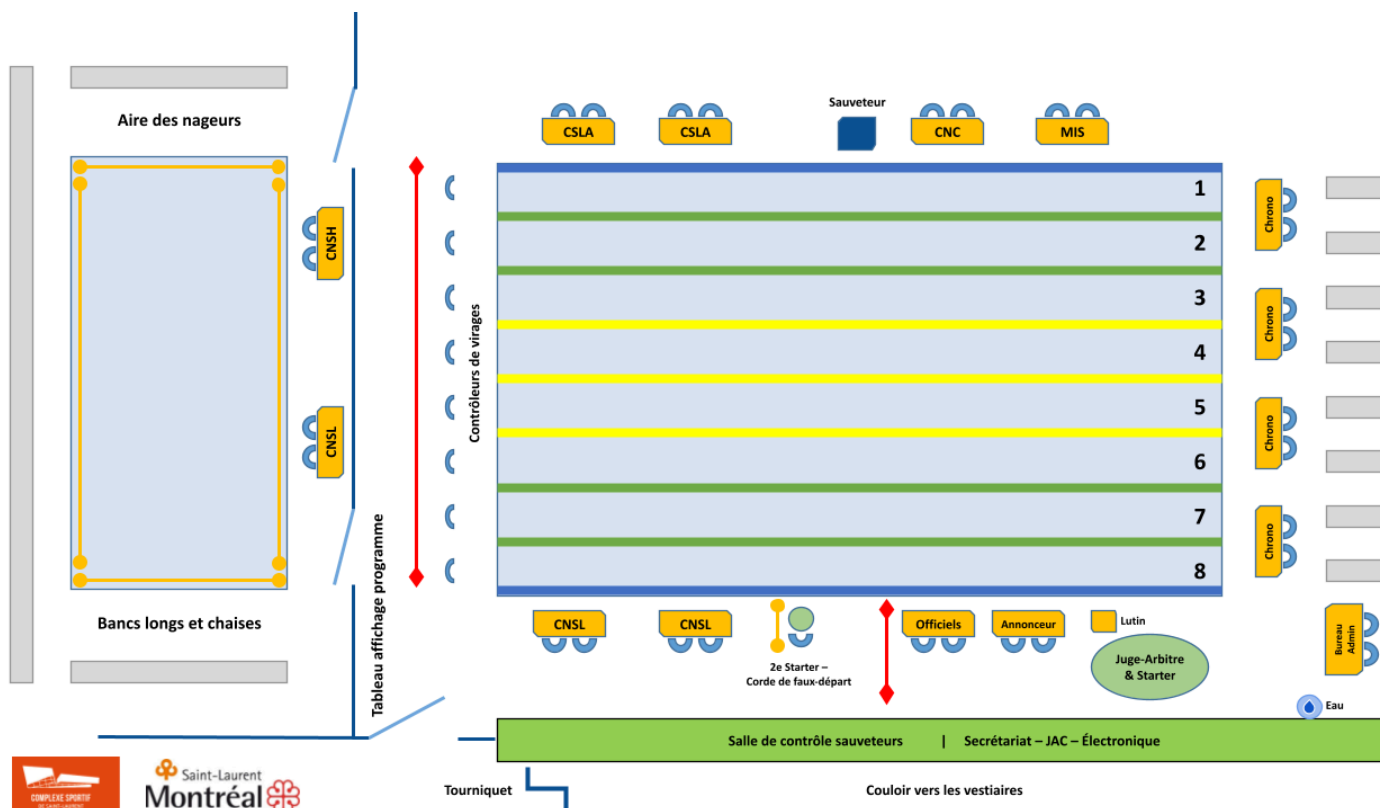 Sauveteur
CSLA
CSLA
CNC
MIS
Aire des nageurs
CNSH
CNSL
Tableau affichage programme
Contrôleurs de virages
1
2
3
4
5
6
7
8
Chrono
Chrono
Chrono
Chrono
Bancs longs et chaises
CNSL
CNSL
2e Starter –
Corde de faux-départ
Officiels
Annonceur
Lutin
Juge-Arbitre
& Starter
Bureau
Admin
Eau
Salle de contrôle sauveteurs | Secrétariat – JAC – Électronique
COMPLEXE SPORTIF
DE SAINT-LAURENT
Saint-Laurent
Montréal
Tourniquet
Couloir vers les vestiaires